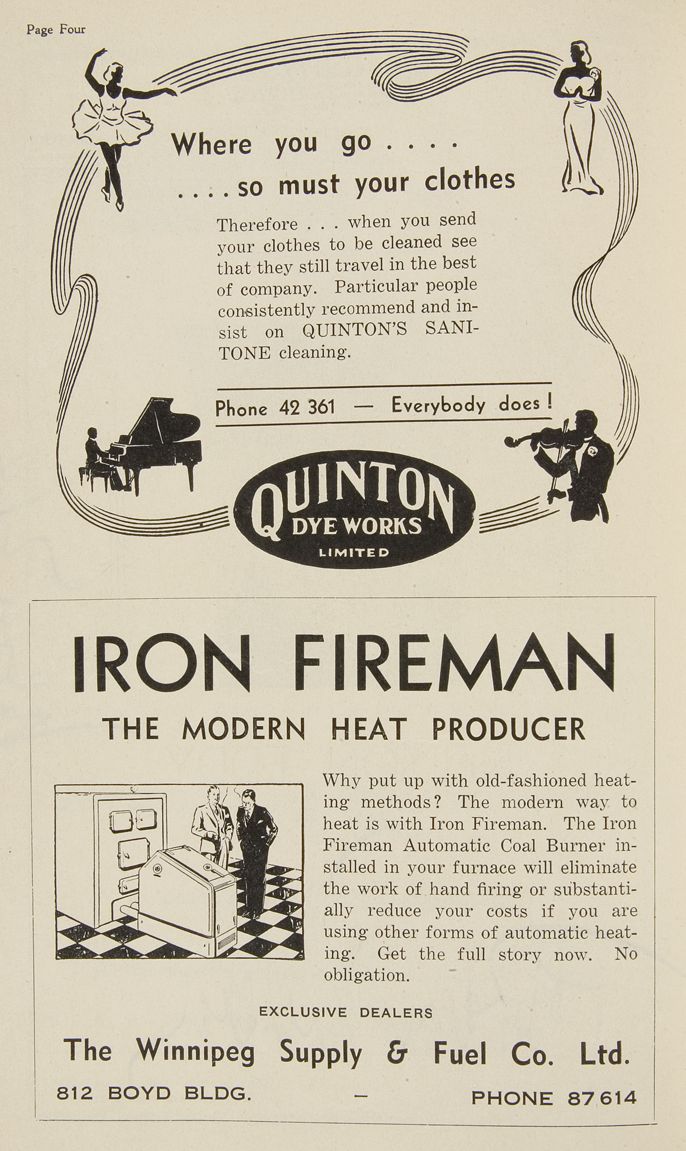 Page Four
Where you go . . . .
. . . . so must your clothes
Therefore . . . when you send
your clothes to be cleaned see
that they still travel in the best
of company. Particular people
consistently recommend and in-
sist on QUINTON'S SANI-
TONE cleaning.
Phone 42 361 — Everybody does !
QUINTON
DYE WORKS
LIMITED
IRON FIREMAN
THE MODERN HEAT PRODUCER
Why put up with old-fashioned heat-
ing methods? The modern way to
heat is with Iron Fireman. The Iron
Fireman Automatic Coal Burner in-
stalled in your furnace will eliminate
the work of hand firing or substanti-
ally reduce your costs if you are
using other forms of automatic heat-
ing. Get the full story now. No
obligation.
EXCLUSIVE DEALERS
The Winnipeg Supply & Fuel Co. Ltd.
812 BOYD BLDG. — PHONE 87 614